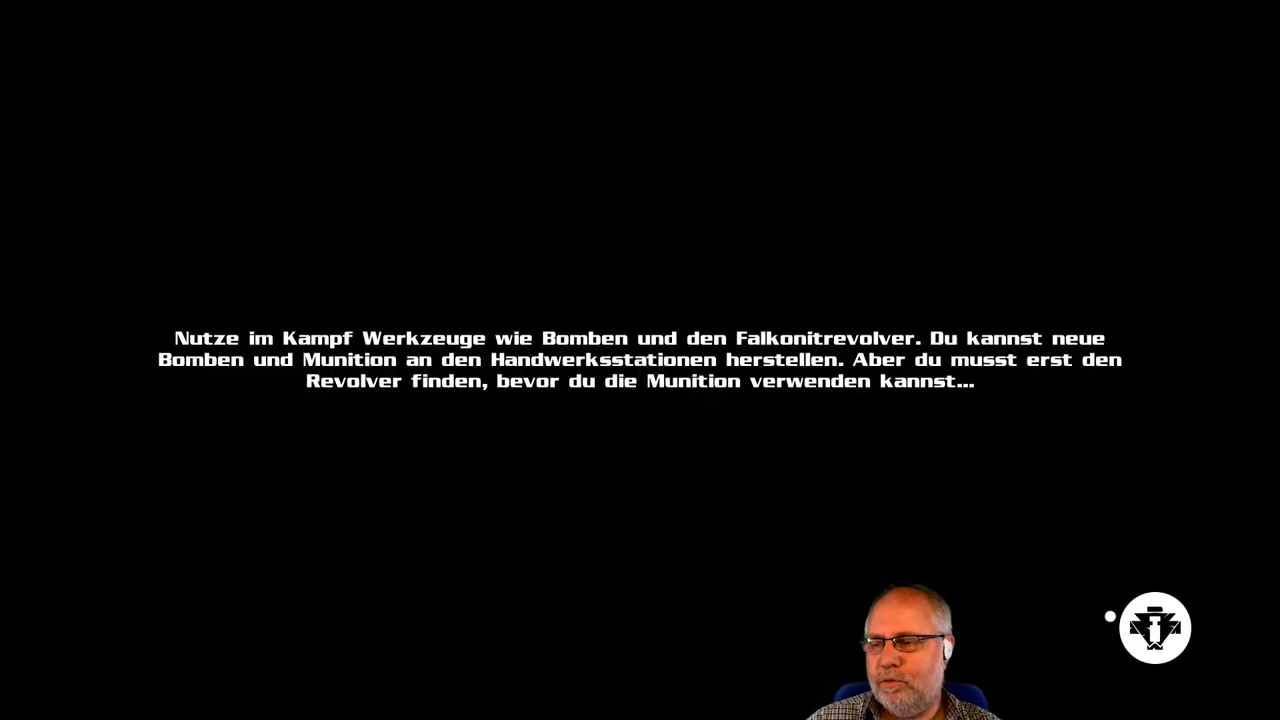 Nutze im Kampf Werkzeuge wie Bomben und den Falkonitrevolver. Du kannst neue
Bomben und Munition an den Handwerksstationen herstellen. Aber du musst erst den
Revolver finden, bevor du die Munition verwenden kannst...